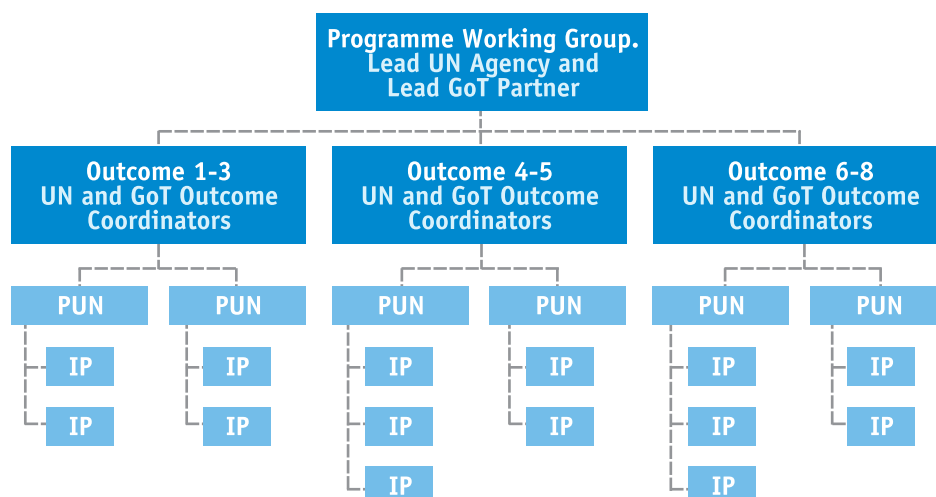 Programme Working Group.
Lead UN Agency and
Lead GoT Partner
Outcome 1-3
UN and GoT Outcome
Coordinators
Outcome 4-5
UN and GoT Outcome
Coordinators
Outcome 6-8
UN and GoT Outcome
Coordinators
PUN
PUN
PUN
PUN
PUN
PUN
IP
IP
IP
IP
IP
IP
IP
IP
IP
IP
IP
IP
IP
IP